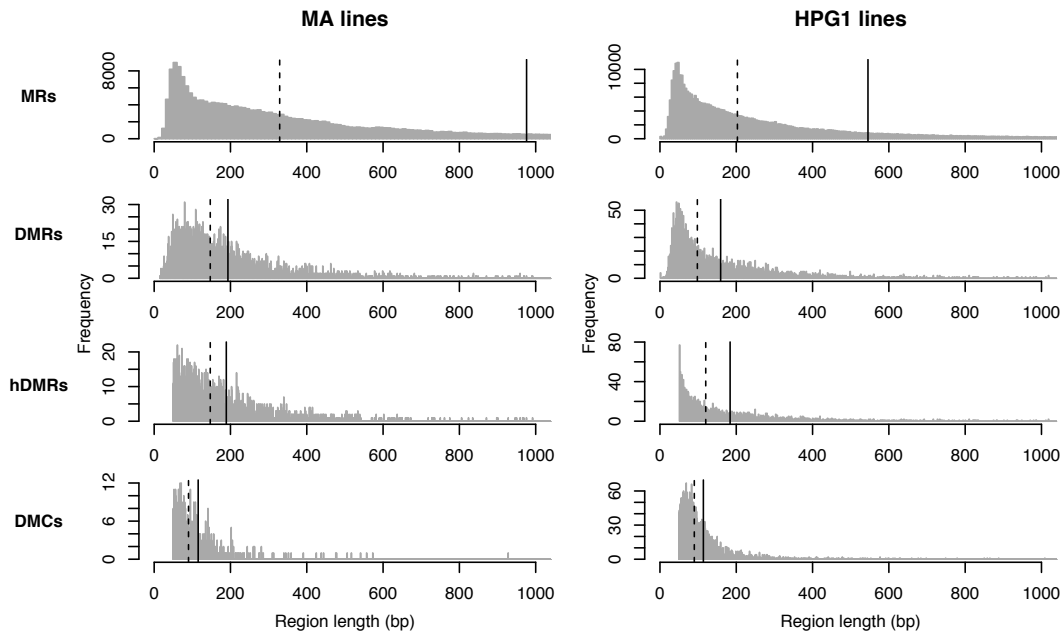 MA lines
HPG1 lines
MRs
DMRs
hDMRs
DMCs
Frequency
Frequency
0 8000
0 200 400 600 800 1000
0 10000
0 200 400 600 800 1000
0 15 30
0 200 400 600 800 1000
0 50
0 200 400 600 800 1000
0 10 20
0 200 400 600 800 1000
0 40 80
0 200 400 600 800 1000
0 6 12
0 200 400 600 800 1000
0 30 60
0 200 400 600 800 1000
Region length (bp)
Region length (bp)